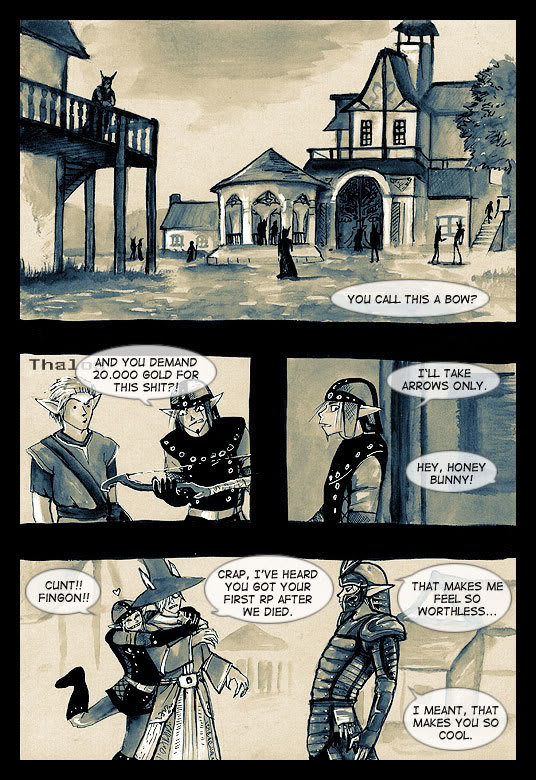 YOU CALL THIS A BOW?
Thalo
AND YOU DEMAND
20.000 GOLD FOR
THIS SHIT?!
I'LL TAKE
ARROWS ONLY.
HEY, HONEY
BUNNY!
CUNT!!
FINGON!!
CRAP, I'VE HEARD
YOU GOT YOUR
FIRST RP AFTER
WE DIED.
THAT MAKES ME
FEEL SO
WORTHLESS...
I MEANT, THAT
MAKES YOU SO
COOL.